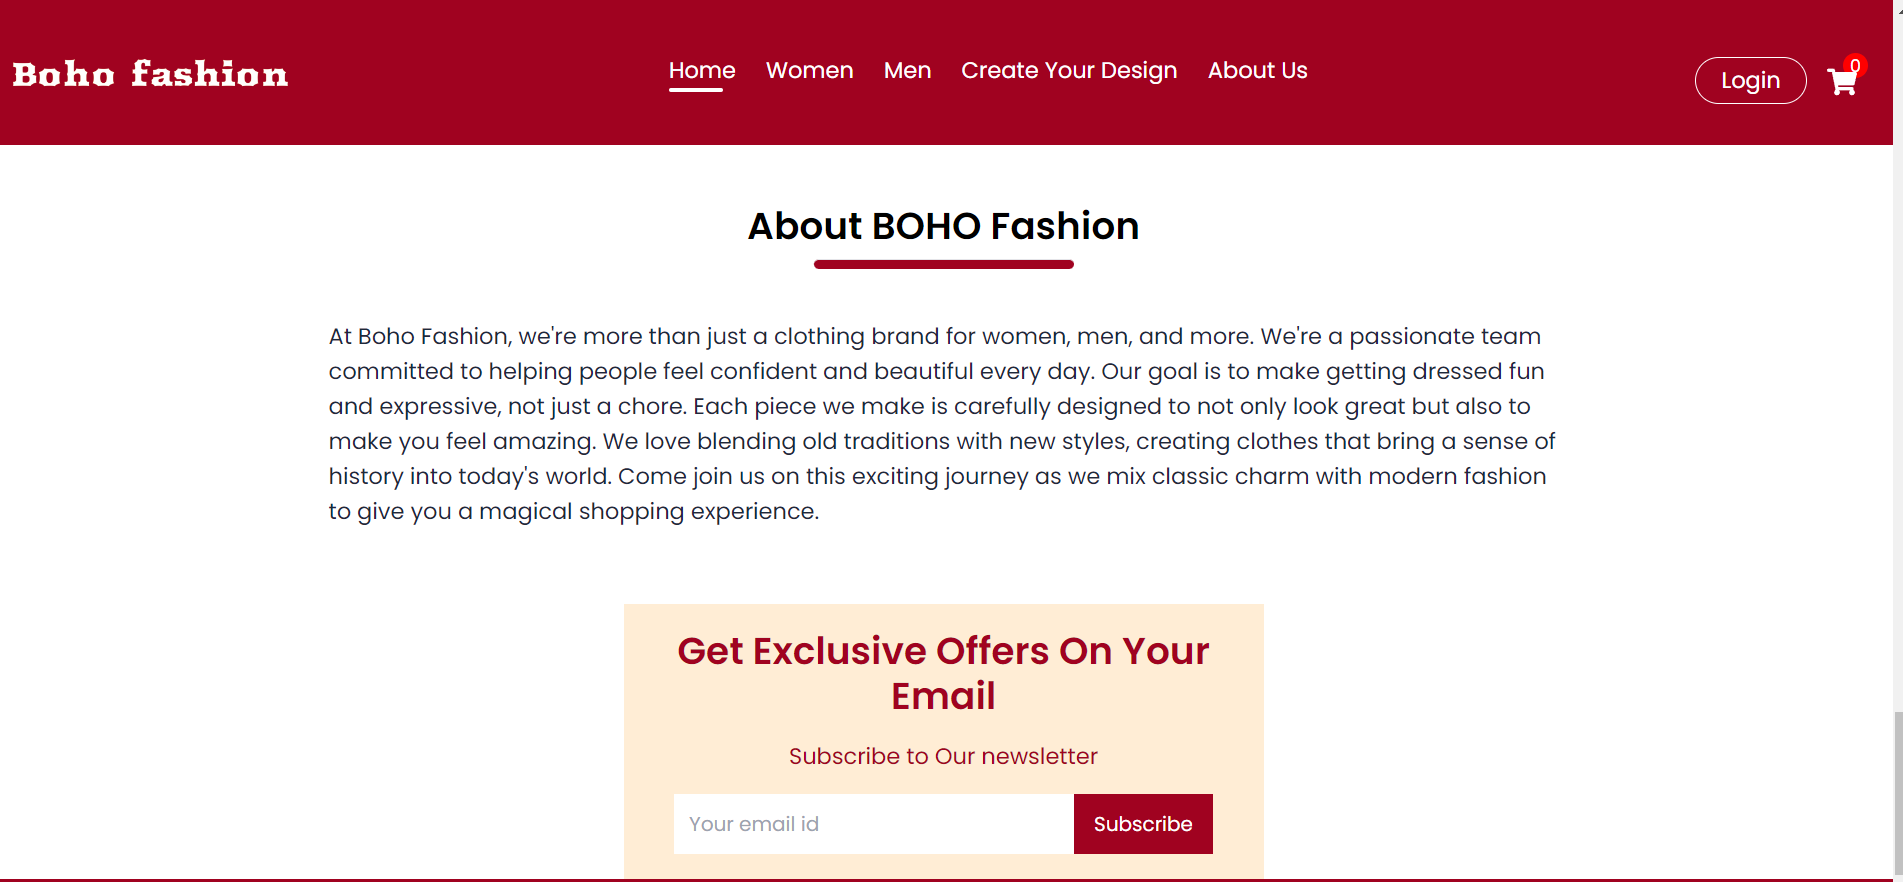 Boho fashion
Home Women Men Create Your Design About Us
Login
0
About BOHO Fashion
At Boho Fashion, we're more than just a clothing brand for women, men, and more. We're a passionate team
committed to helping people feel confident and beautiful every day. Our goal is to make getting dressed fun
and expressive, not just a chore. Each piece we make is carefully designed to not only look great but also to
make you feel amazing. We love blending old traditions with new styles, creating clothes that bring a sense of
history into today's world. Come join us on this exciting journey as we mix classic charm with modern fashion
to give you a magical shopping experience.
Get Exclusive Offers On Your
Email
Subscribe to Our newsletter
Your email id
Subscribe